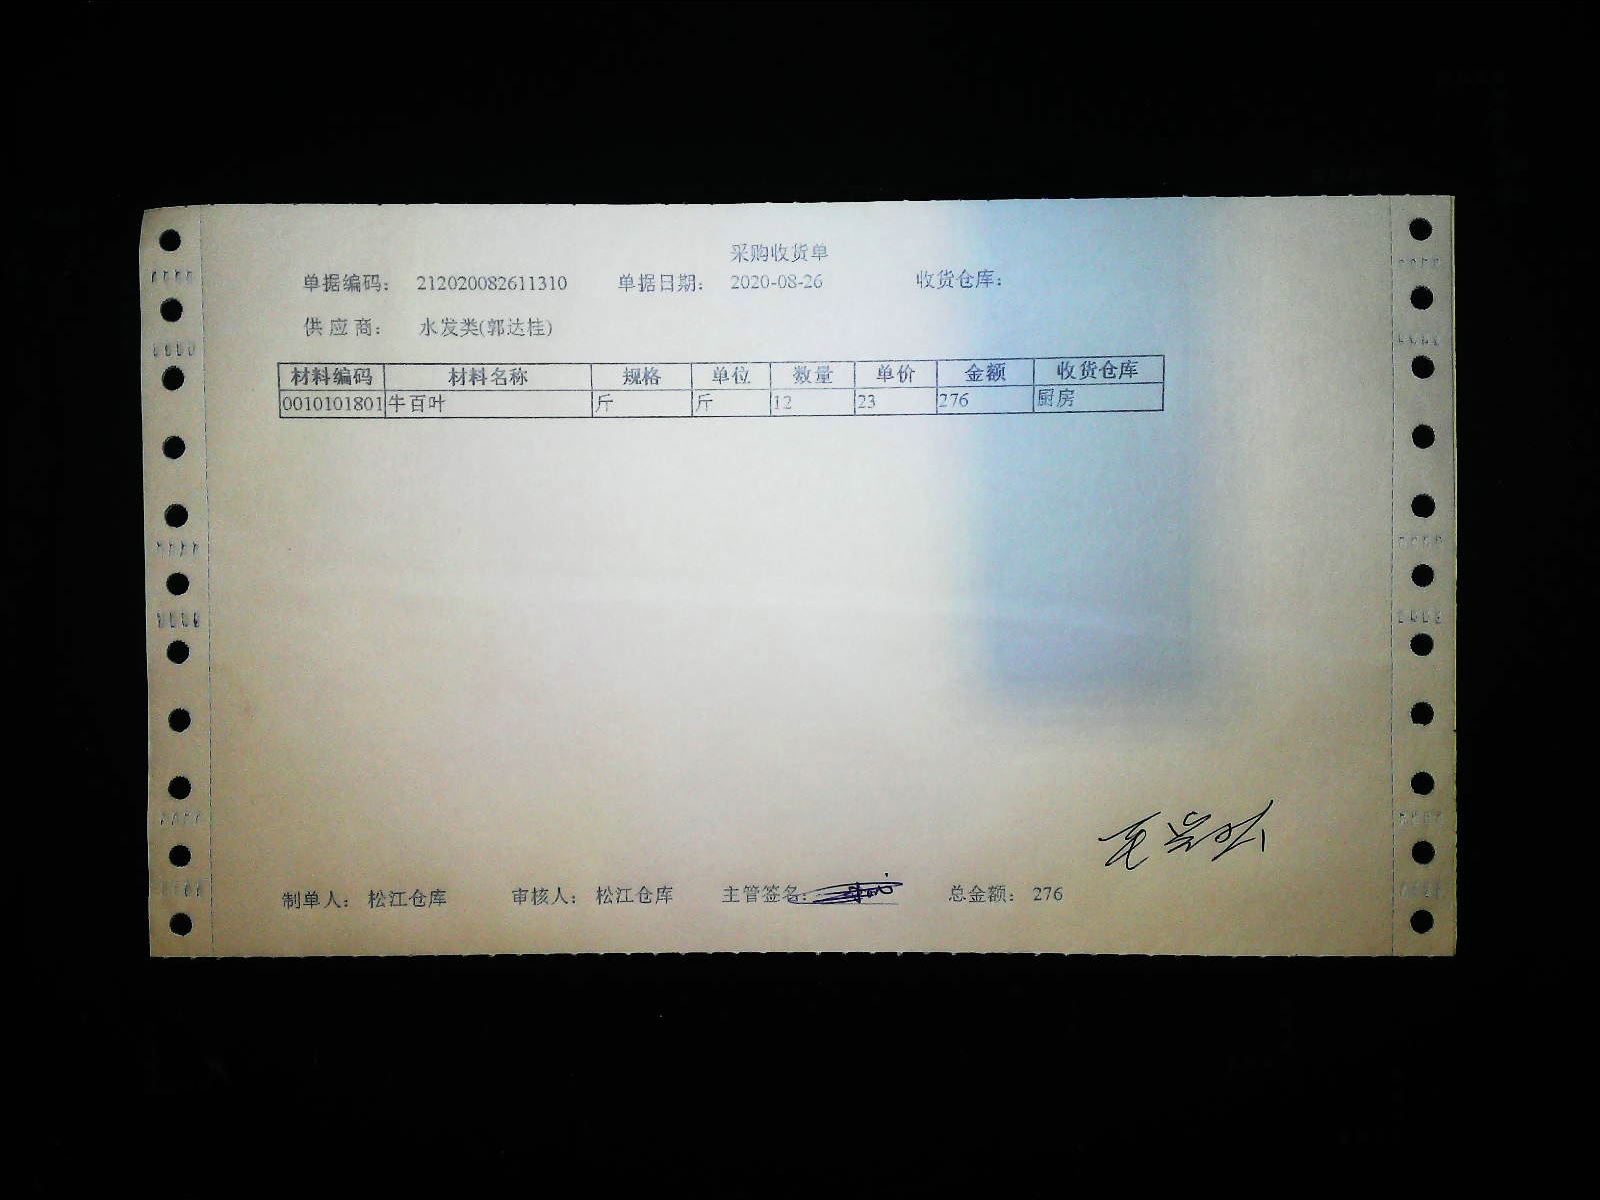 采购收货单
单据编码： 212020082611310 单据日期： 2020-08-26 收货仓库：
供应商： 水发类(郭达桂)
材料编码 材料名称 规格 单位 数量 单价 金额 收货仓库
0010101801 牛百叶 斤 斤 12 23 276 厨房
制单人： 松江仓库 审核人： 松江仓库 主管签名： 总金额： 276